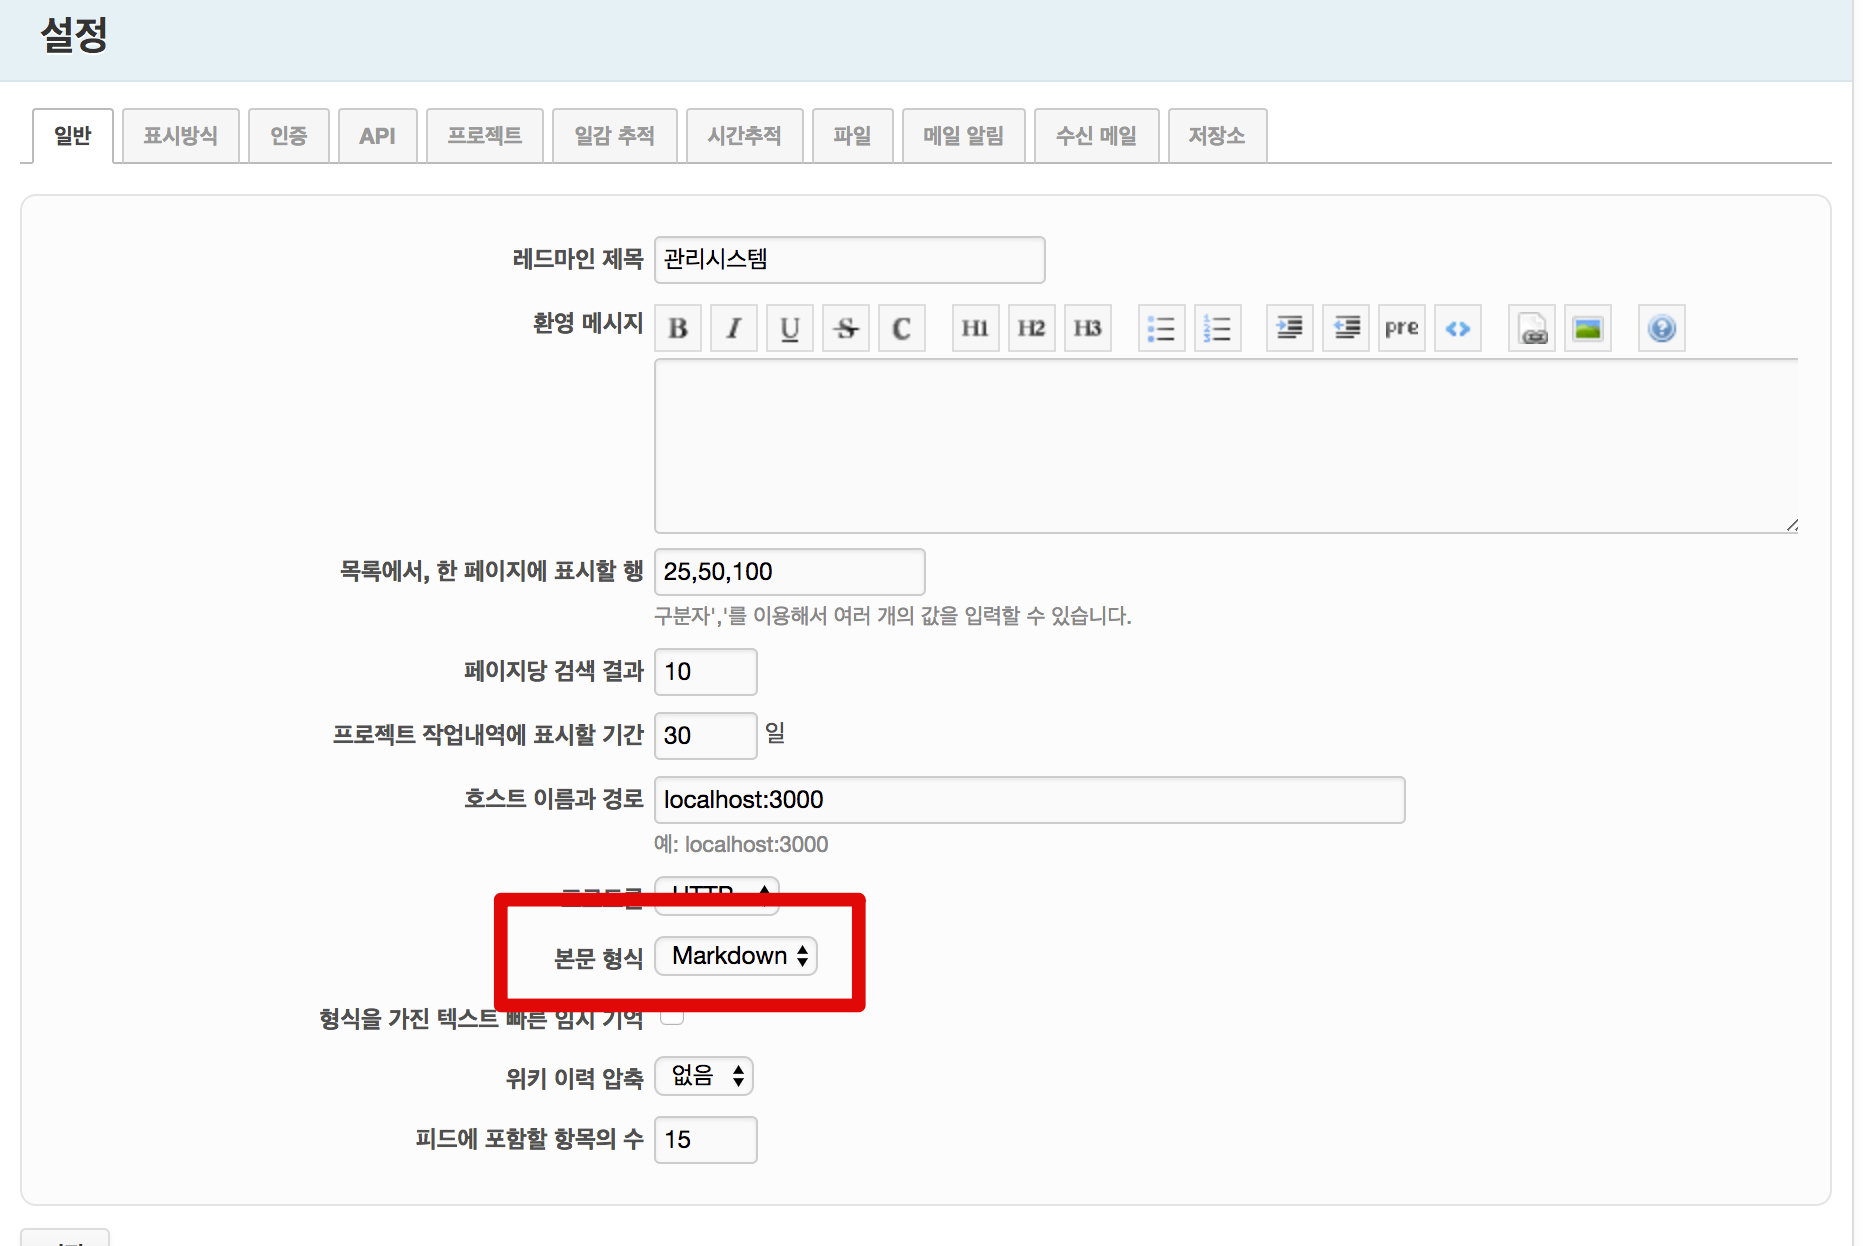 설정
일반 표시방식 인증 API 프로젝트 일감 추적 시간추적 파일 메일 알림 수신 메일 저장소
레드마인 제목 관리시스템
환영 메시지 B I U S C H1 H2 H3 pre <> ?
목록에서, 한 페이지에 표시할 행 25,50,100
구분자','를 이용해서 여러 개의 값을 입력할 수 있습니다.
페이지당 검색 결과 10
프로젝트 작업내역에 표시할 기간 30 일
호스트 이름과 경로 localhost:3000
예: localhost:3000
HTTP
본문 형식 Markdown
형식을 가진 텍스트 빠른 임시 기억
위키 이력 압축 없음
피드에 포함할 항목의 수 15